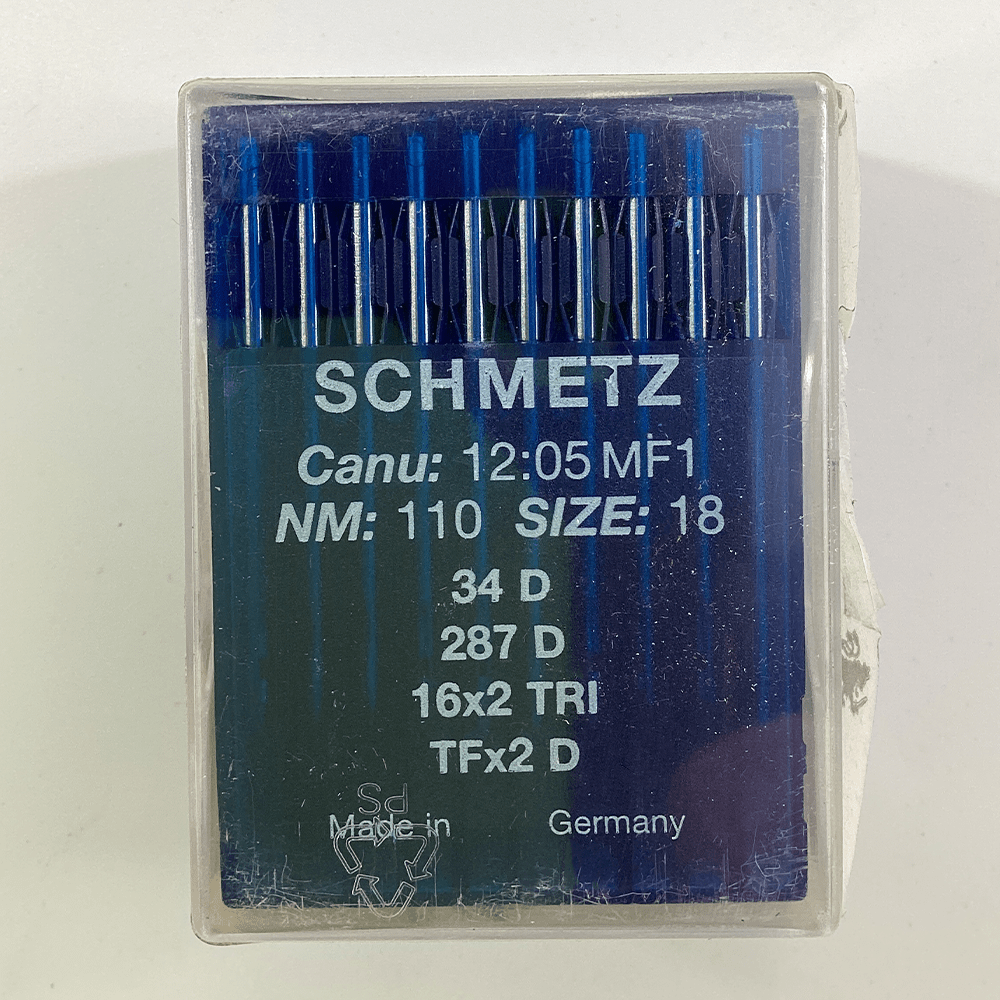 SCHMETZ
Canu: 12:05 MF1
NM: 110 SIZE: 18
34 D
287 D
16x2 TRI
TFx2 D
PS
Made in Germany